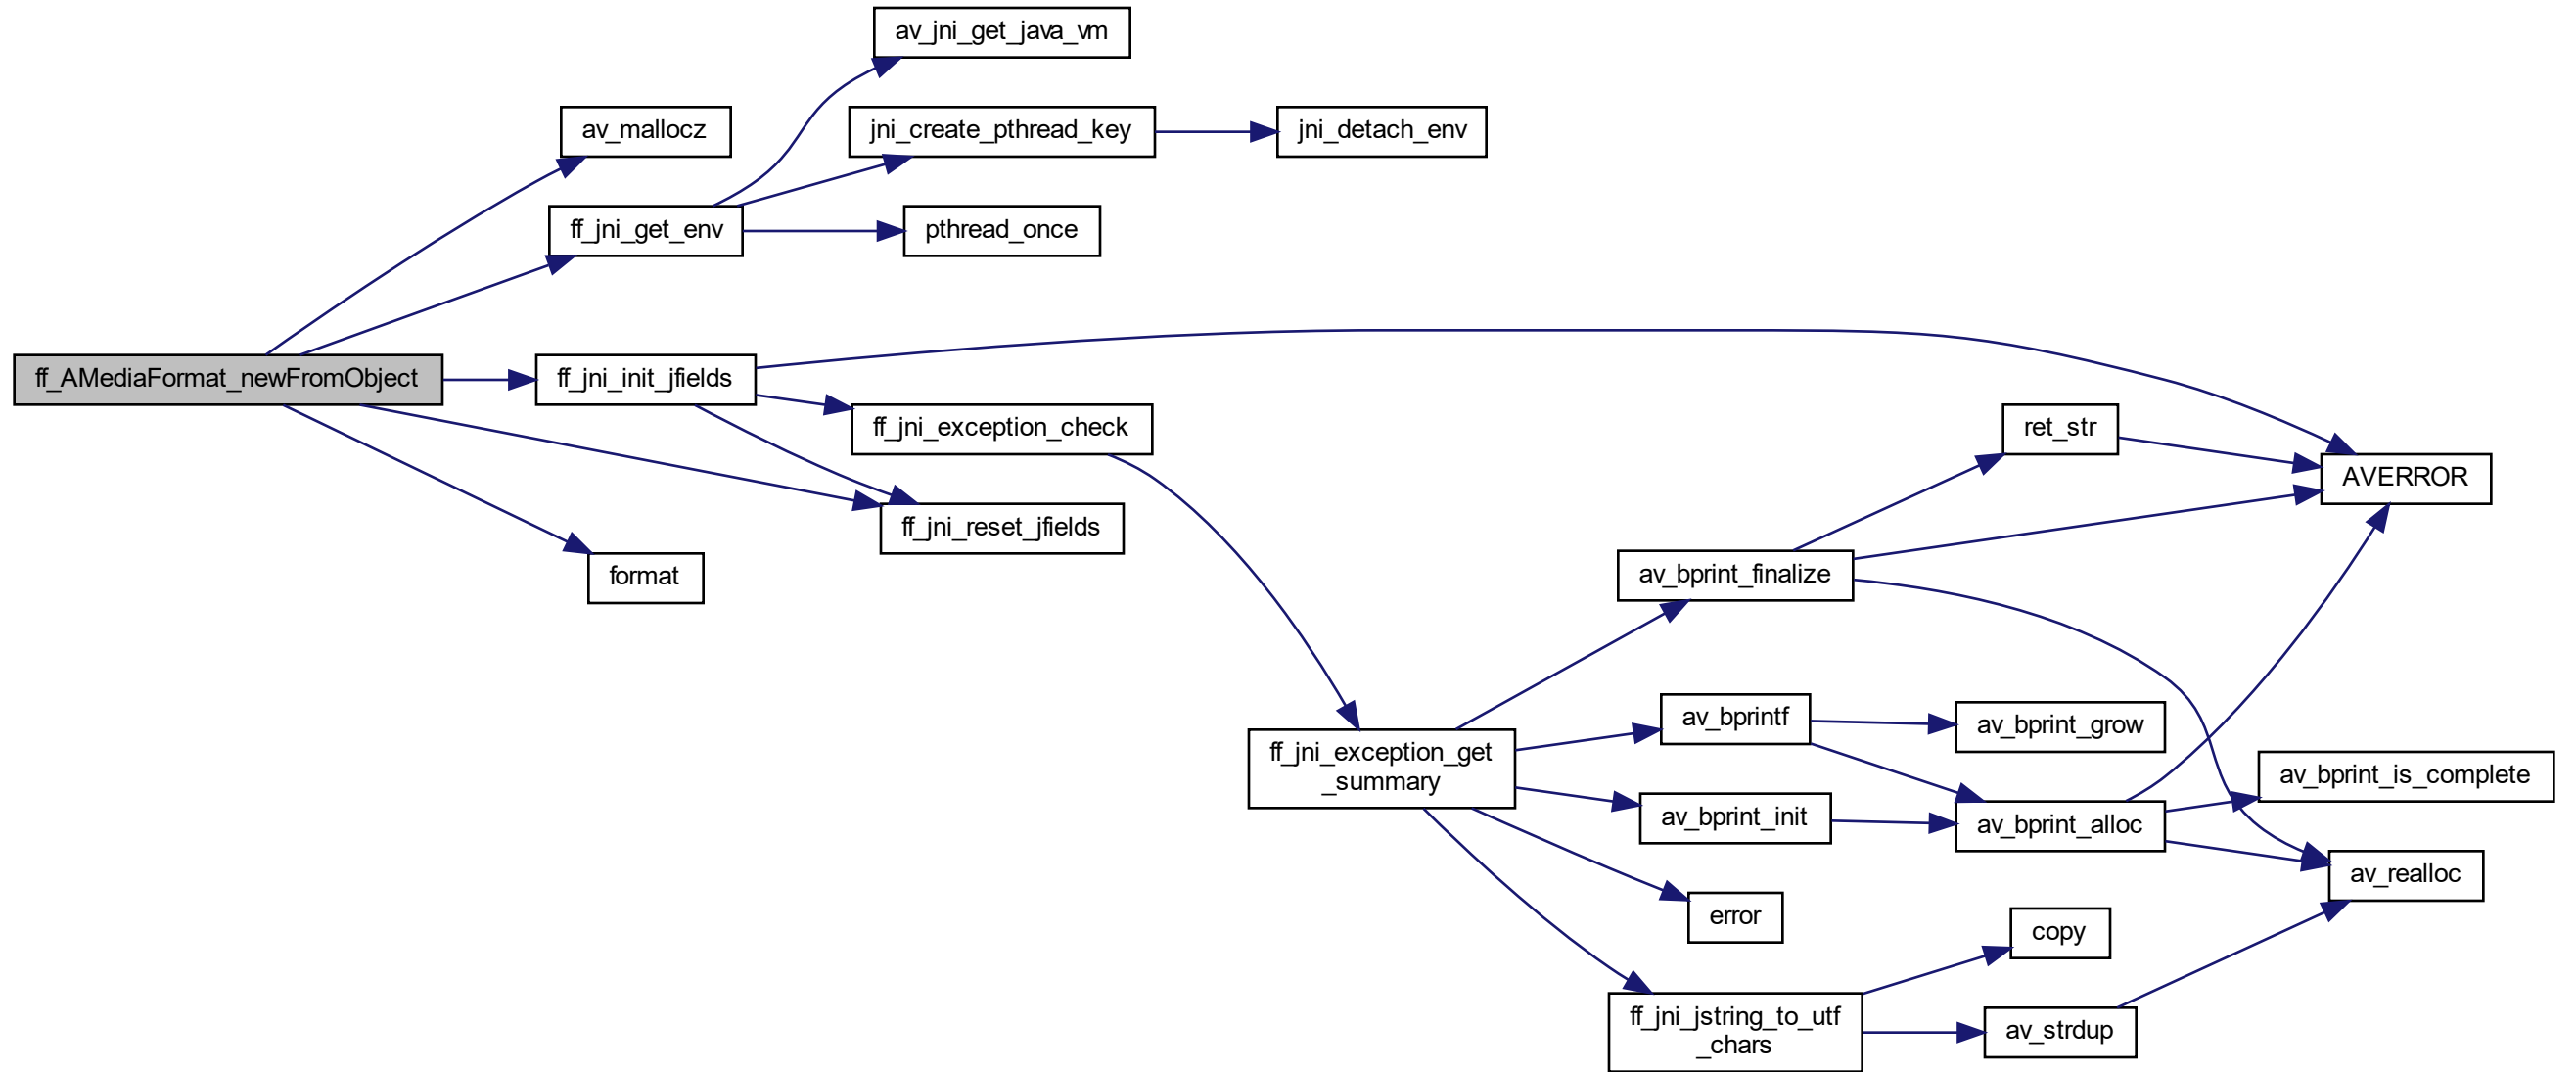 av_jni_get_java_vm
av_mallocz
jni_create_pthread_key
jni_detach_env
ff_jni_get_env
pthread_once
ff_AMediaFormat_newFromObject
ff_jni_init_jfields
ff_jni_exception_check
ret_str
AVERROR
ff_jni_reset_jfields
format
av_bprint_finalize
ff_jni_exception_get
_summary
av_bprintf
av_bprint_grow
av_bprint_is_complete
av_bprint_init
av_bprint_alloc
av_realloc
error
copy
ff_jni_jstring_to_utf
_chars
av_strdup